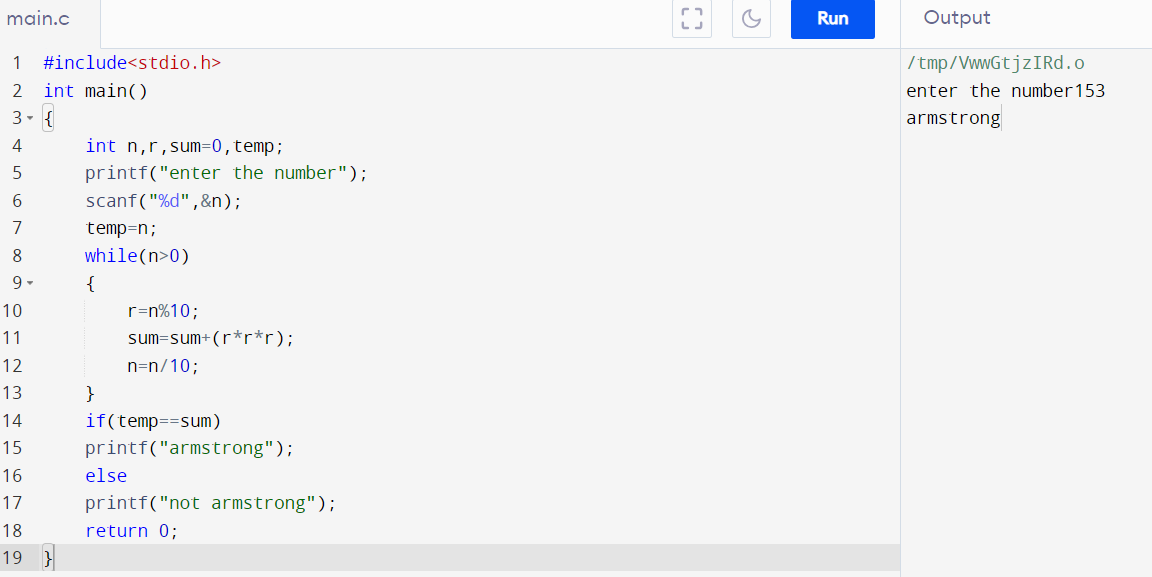 main.c
Run
Output
1 #include<stdio.h>
2 int main()
3 {
4     int n,r,sum=0,temp;
5     printf("enter the number");
6     scanf("%d",&n);
7     temp=n;
8     while(n>0)
9     {
10         r=n%10;
11         sum=sum+(r*r*r);
12         n=n/10;
13     }
14     if(temp==sum)
15     printf("armstrong");
16     else
17     printf("not armstrong");
18     return 0;
19 }
/tmp/VwwGtjzIRd.o
enter the number153
armstrong